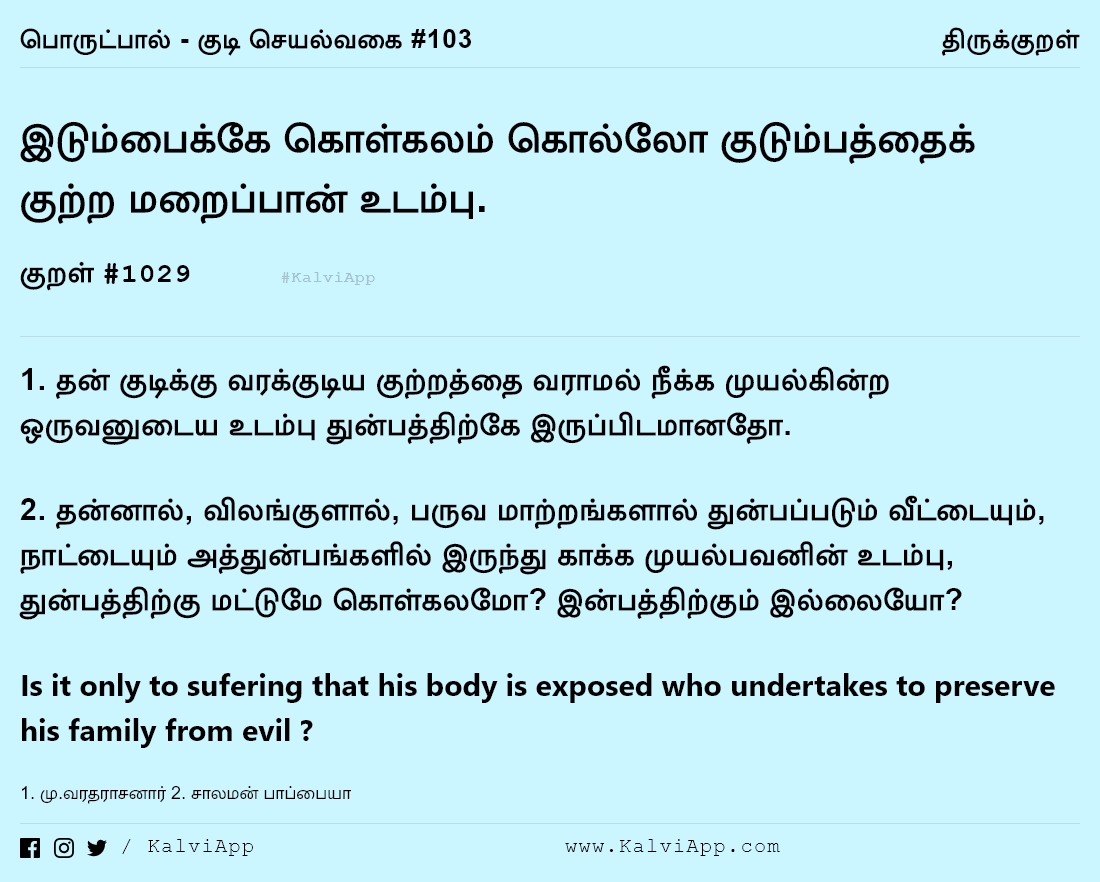 பொருட்பால் - குடி செயல்வகை #103
திருக்குறள்
இடும்பைக்கே கொள்கலம் கொல்லோ குடும்பத்தைக்
குற்ற மறைப்பான் உடம்பு.
குறள் #1029
#KalviApp
1. தன் குடிக்கு வரக்குடிய குற்றத்தை வராமல் நீக்க முயல்கின்ற
ஒருவனுடைய உடம்பு துன்பத்திற்கே இருப்பிடமானதோ.
2. தன்னால், விலங்குளால், பருவ மாற்றங்களால் துன்பப்படும் வீட்டையும்,
நாட்டையும் அத்துன்பங்களில் இருந்து காக்க முயல்பவனின் உடம்பு,
துன்பத்திற்கு மட்டுமே கொள்கலமோ? இன்பத்திற்கும் இல்லையோ?
Is it only to sufering that his body is exposed who undertakes to preserve
his family from evil ?
1. மு.வரதராசனார் 2. சாலமன் பாப்பையா
/ KalviApp
www.KalviApp.com